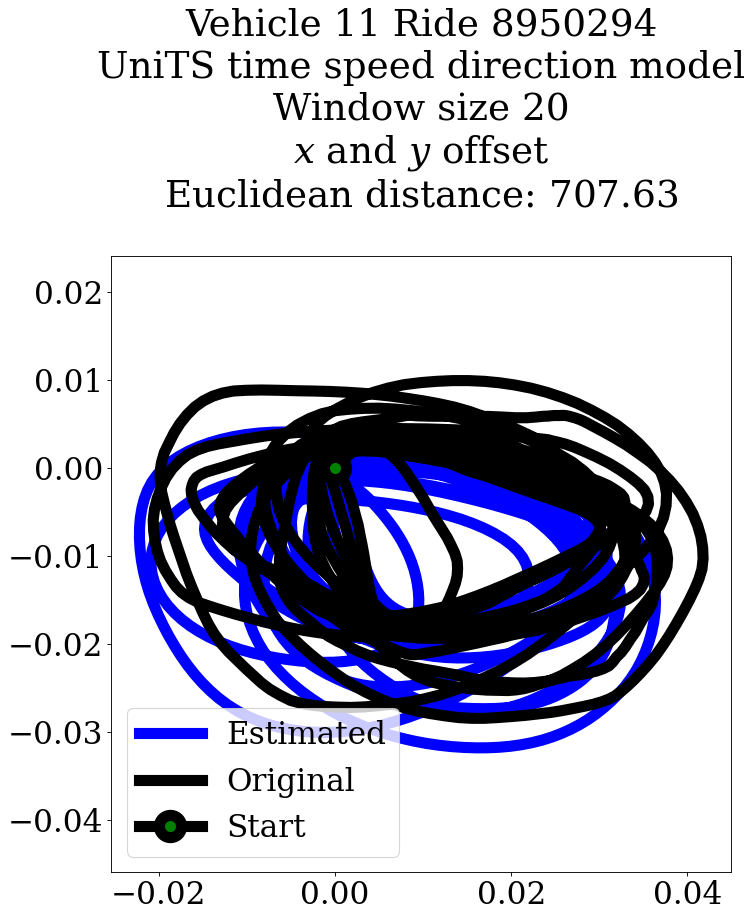 Vehicle 11 Ride 8950294
UniTS time speed direction model
Window size 20
x and y offset
Euclidean distance: 707.63
0.02
0.01
0.00
−0.01
−0.02
−0.03
−0.04
Estimated
Original
Start
−0.02 0.00 0.02 0.04